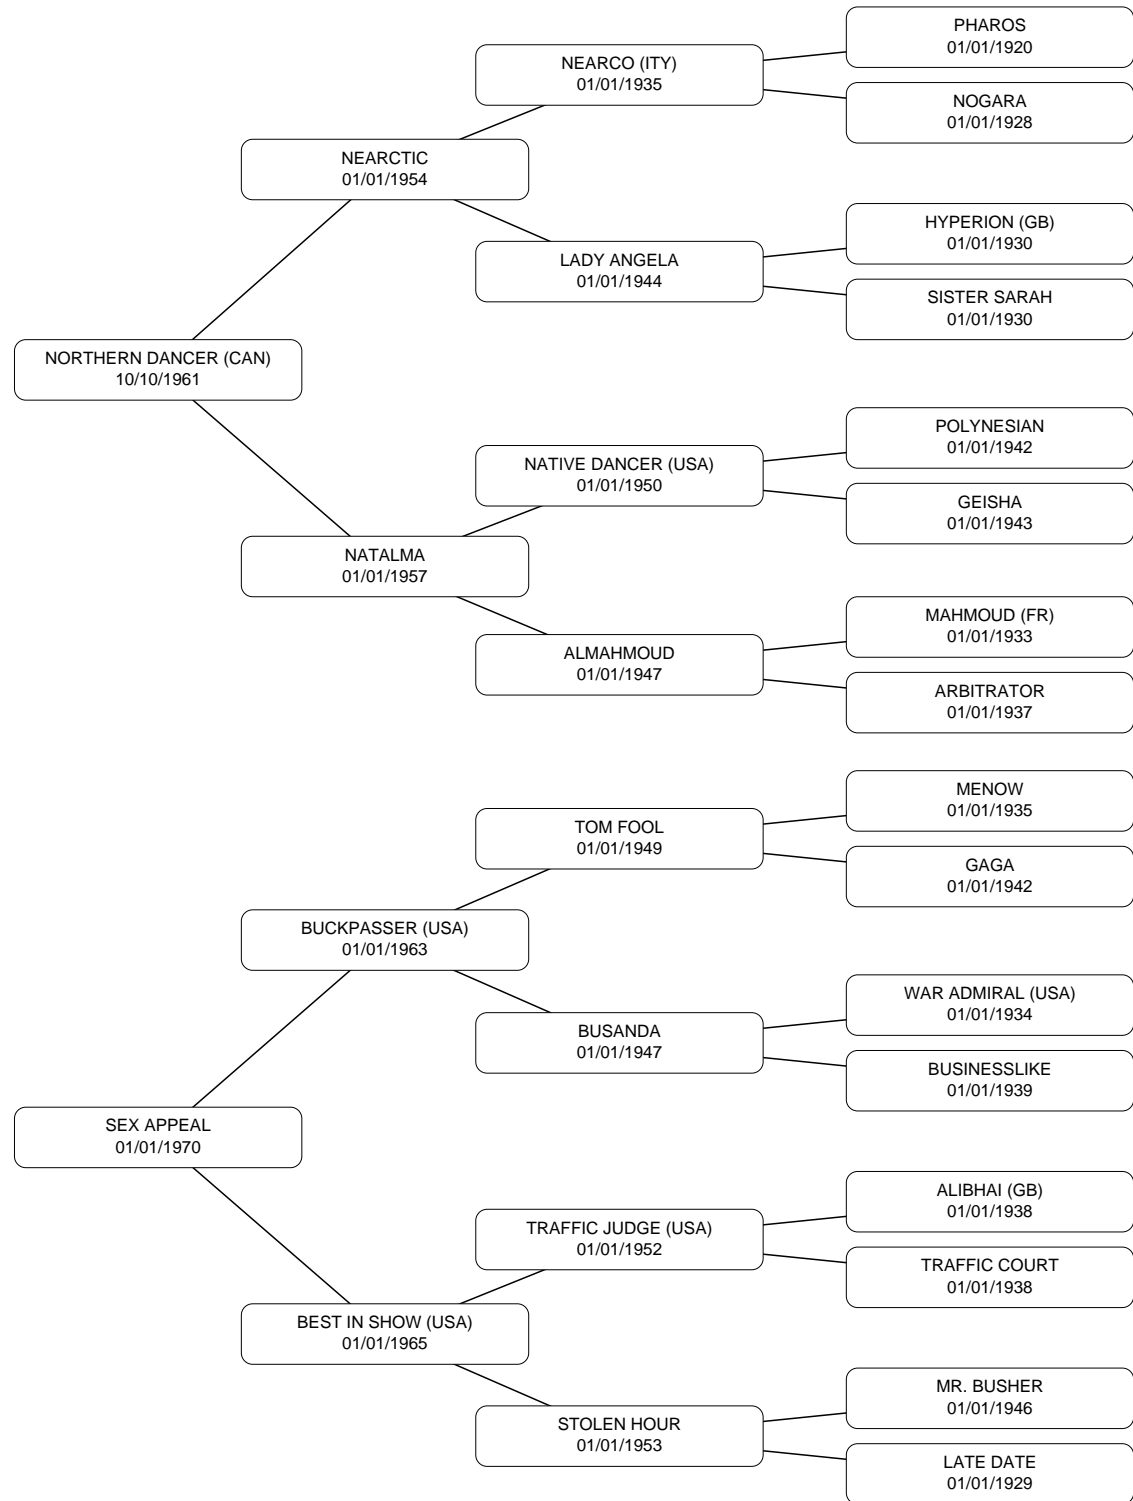 PHAROS
01/01/1920
NEARCO (ITY)
01/01/1935
NOGARA
01/01/1928
NEARCTIC
01/01/1954
HYPERION (GB)
01/01/1930
LADY ANGELA
01/01/1944
SISTER SARAH
01/01/1930
NORTHERN DANCER (CAN)
10/10/1961
POLYNESIAN
01/01/1942
NATIVE DANCER (USA)
01/01/1950
GEISHA
01/01/1943
NATALMA
01/01/1957
MAHMOUD (FR)
01/01/1933
ALMAHMOUD
01/01/1947
ARBITRATOR
01/01/1937
MENOW
01/01/1935
TOM FOOL
01/01/1949
GAGA
01/01/1942
BUCKPASSER (USA)
01/01/1963
WAR ADMIRAL (USA)
01/01/1934
BUSANDA
01/01/1947
BUSINESSLIKE
01/01/1939
SEX APPEAL
01/01/1970
ALIBHAI (GB)
01/01/1938
TRAFFIC JUDGE (USA)
01/01/1952
TRAFFIC COURT
01/01/1938
BEST IN SHOW (USA)
01/01/1965
MR. BUSHER
01/01/1946
STOLEN HOUR
01/01/1953
LATE DATE
01/01/1929